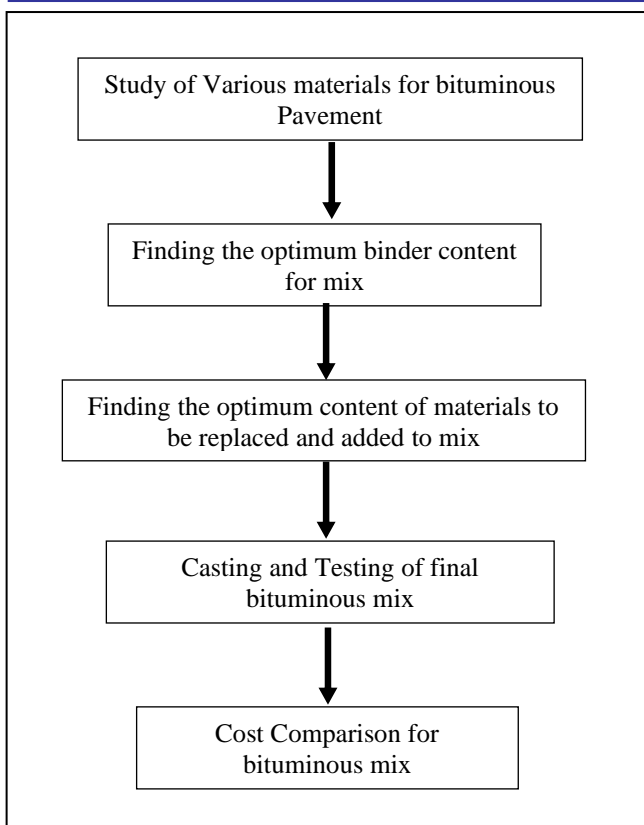 Study of Various materials for bituminous
Pavement
Finding the optimum binder content
for mix
Finding the optimum content of materials to
be replaced and added to mix
Casting and Testing of final
bituminous mix
Cost Comparison for
bituminous mix